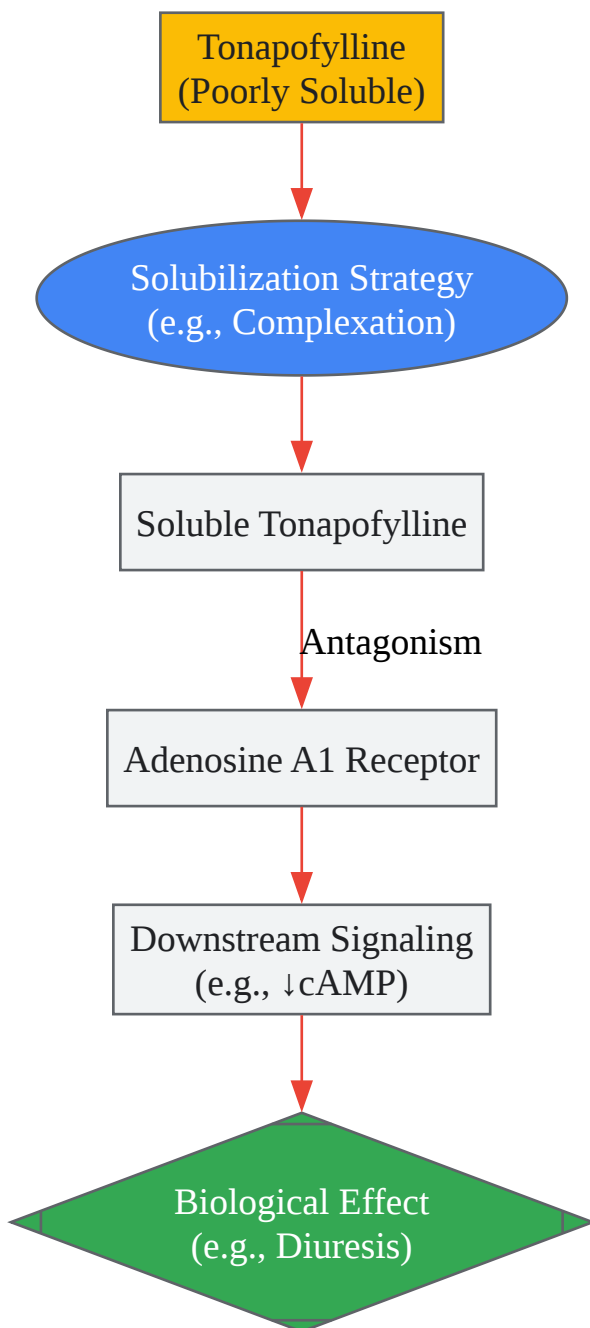 Tonapofylline
(Poorly Soluble)
Solubilization Strategy
(e.g., Complexation)
Soluble Tonapofylline
Antagonism
Adenosine A1 Receptor
Downstream Signaling
(e.g., ↓cAMP)
Biological Effect
(e.g., Diuresis)